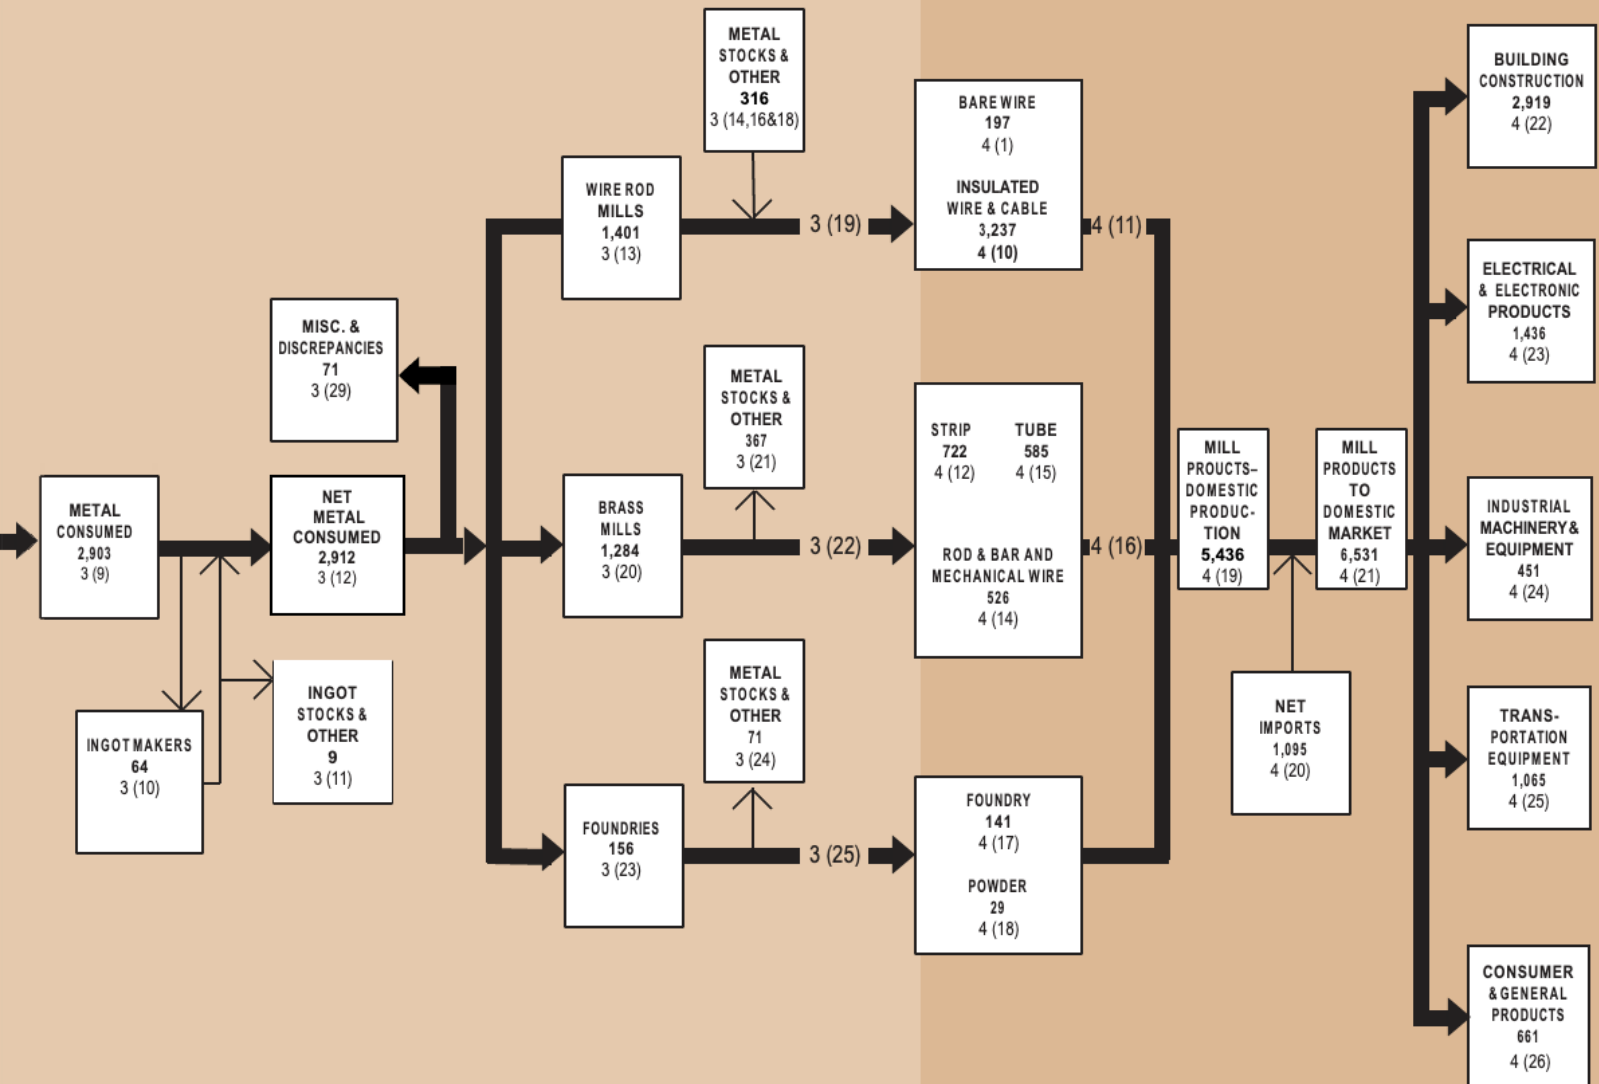 METAL
CONSUMED
2,903
3 (9)
INGOT MAKERS
64
3 (10)
MISC. &
DISCREPANCIES
71
3 (29)
NET
METAL
CONSUMED
2,912
3 (12)
INGOT
STOCKS &
OTHER
9
3 (11)
WIRE ROD
MILLS
1,401
3 (13)
BRASS
MILLS
1,284
3 (20)
FOUNDRIES
156
3 (23)
METAL
STOCKS &
OTHER
316
3 (14,16&18)
3 (19)
METAL
STOCKS &
OTHER
367
3 (21)
3 (22)
METAL
STOCKS &
OTHER
71
3 (24)
3 (25)
BARE WIRE
197
4 (1)
INSULATED
WIRE & CABLE
3,237
4 (10)
4 (11)
STRIP
722
4 (12)
TUBE
585
4 (15)
ROD & BAR AND
MECHANICAL WIRE
526
4 (14)
4 (16)
FOUNDRY
141
4 (17)
POWDER
29
4 (18)
MILL
PROUCTS–
DOMESTIC
PRODUC-
TION
5,436
4 (19)
NET
IMPORTS
1,095
4 (20)
MILL
PRODUCTS
TO
DOMESTIC
MARKET
6,531
4 (21)
BUILDING
CONSTRUCTION
2,919
4 (22)
ELECTRICAL
& ELECTRONIC
PRODUCTS
1,436
4 (23)
INDUSTRIAL
MACHINERY &
EQUIPMENT
451
4 (24)
TRANS-
PORTATION
EQUIPMENT
1,065
4 (25)
CONSUMER
& GENERAL
PRODUCTS
661
4 (26)